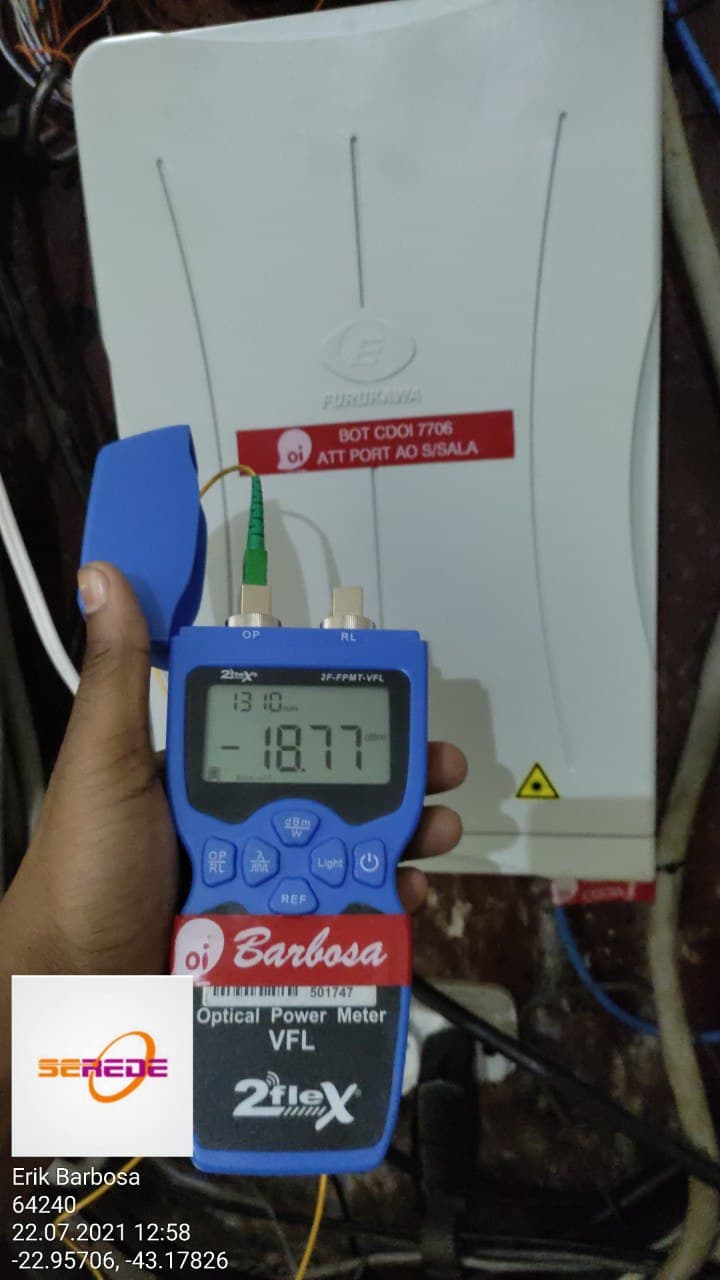 FURUKAWA
oi
BOT CDOI 7706
ATT PORT AO S/SALA
OP
RL
2fleX
2F-FPMT-VFL
1310nm
-18.77 dBm
dBm
W
OP
RL
λ
Light
REF
oi Barbosa
501747
Optical Power Meter
VFL
2fleX
SEREDE
Erik Barbosa
64240
22.07.2021 12:58
-22.95706, -43.17826